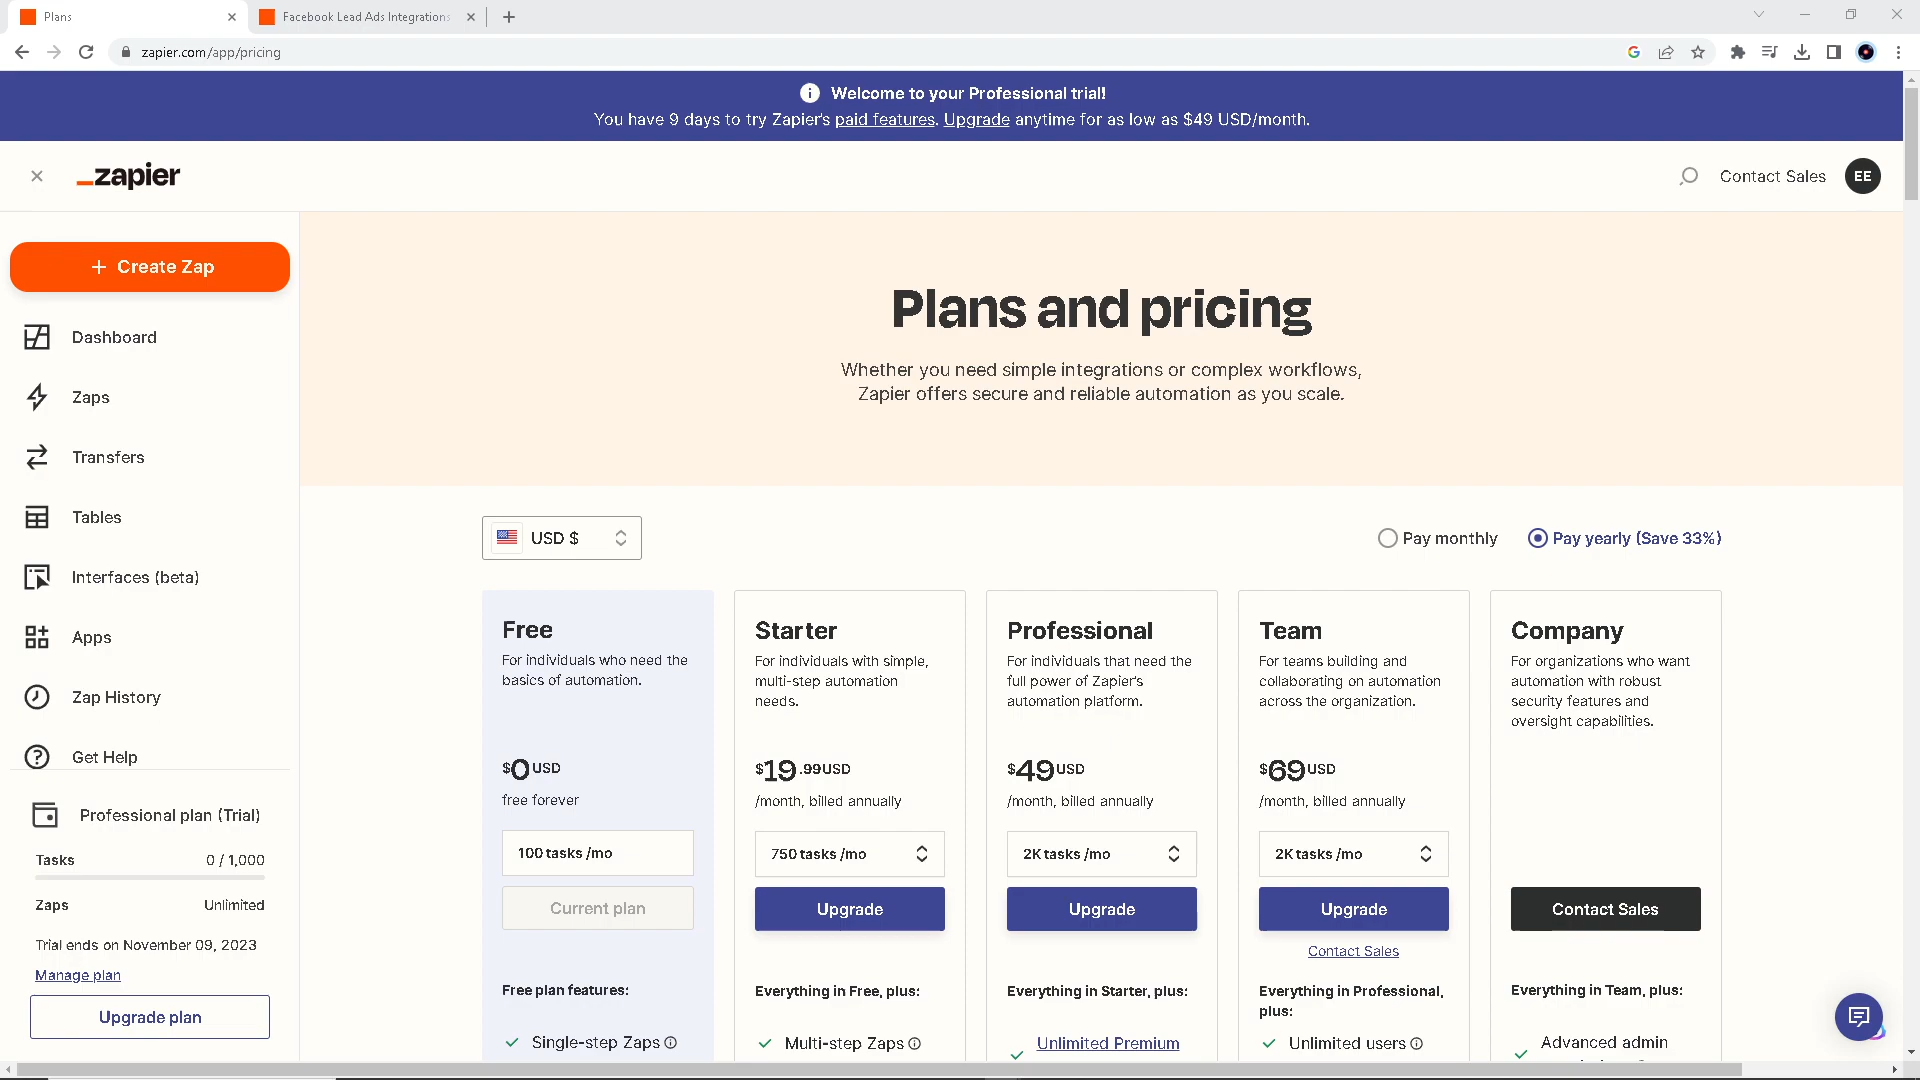 Plans
Facebook Lead Ads Integrations
zapier.com/app/pricing
Welcome to your Professional trial!
You have 9 days to try Zapier's paid features. Upgrade anytime for as low as $49 USD/month.
zapier
Contact Sales
EE
Create Zap
Dashboard
Zaps
Transfers
Tables
Interfaces (beta)
Apps
Zap History
Get Help
Professional plan (Trial)
Tasks 0 / 1,000
Zaps Unlimited
Trial ends on November 09, 2023
Manage plan
Upgrade plan
Plans and pricing
Whether you need simple integrations or complex workflows,
Zapier offers secure and reliable automation as you scale.
USD $
Pay monthly
Pay yearly (Save 33%)
Free
For individuals who need the
basics of automation.
$0 USD
free forever
100 tasks /mo
Current plan
Free plan features:
Single-step Zaps
Starter
For individuals with simple,
multi-step automation
needs.
$19.99 USD
/month, billed annually
750 tasks /mo
Upgrade
Everything in Free, plus:
Multi-step Zaps
Professional
For individuals that need the
full power of Zapier's
automation platform.
$49 USD
/month, billed annually
2K tasks /mo
Upgrade
Everything in Starter, plus:
Unlimited Premium
Team
For teams building and
collaborating on automation
across the organization.
$69 USD
/month, billed annually
2K tasks /mo
Upgrade
Contact Sales
Everything in Professional,
plus:
Unlimited users
Company
For organizations who want
automation with robust
security features and
oversight capabilities.
Contact Sales
Everything in Team, plus:
Advanced admin